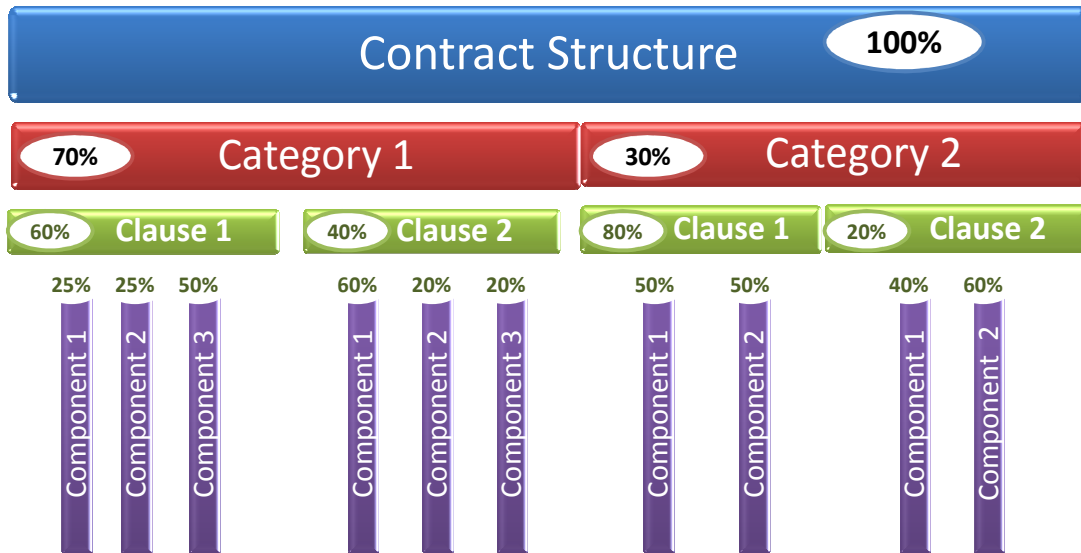 Contract Structure 100%
70% Category 1 30% Category 2
60% Clause 1 40% Clause 2 80% Clause 1 20% Clause 2
25% 25% 50% 60% 20% 20% 50% 50% 40% 60%
Component 1
Component 2
Component 3
Component 1
Component 2
Component 3
Component 1
Component 2
Component 1
Component 2